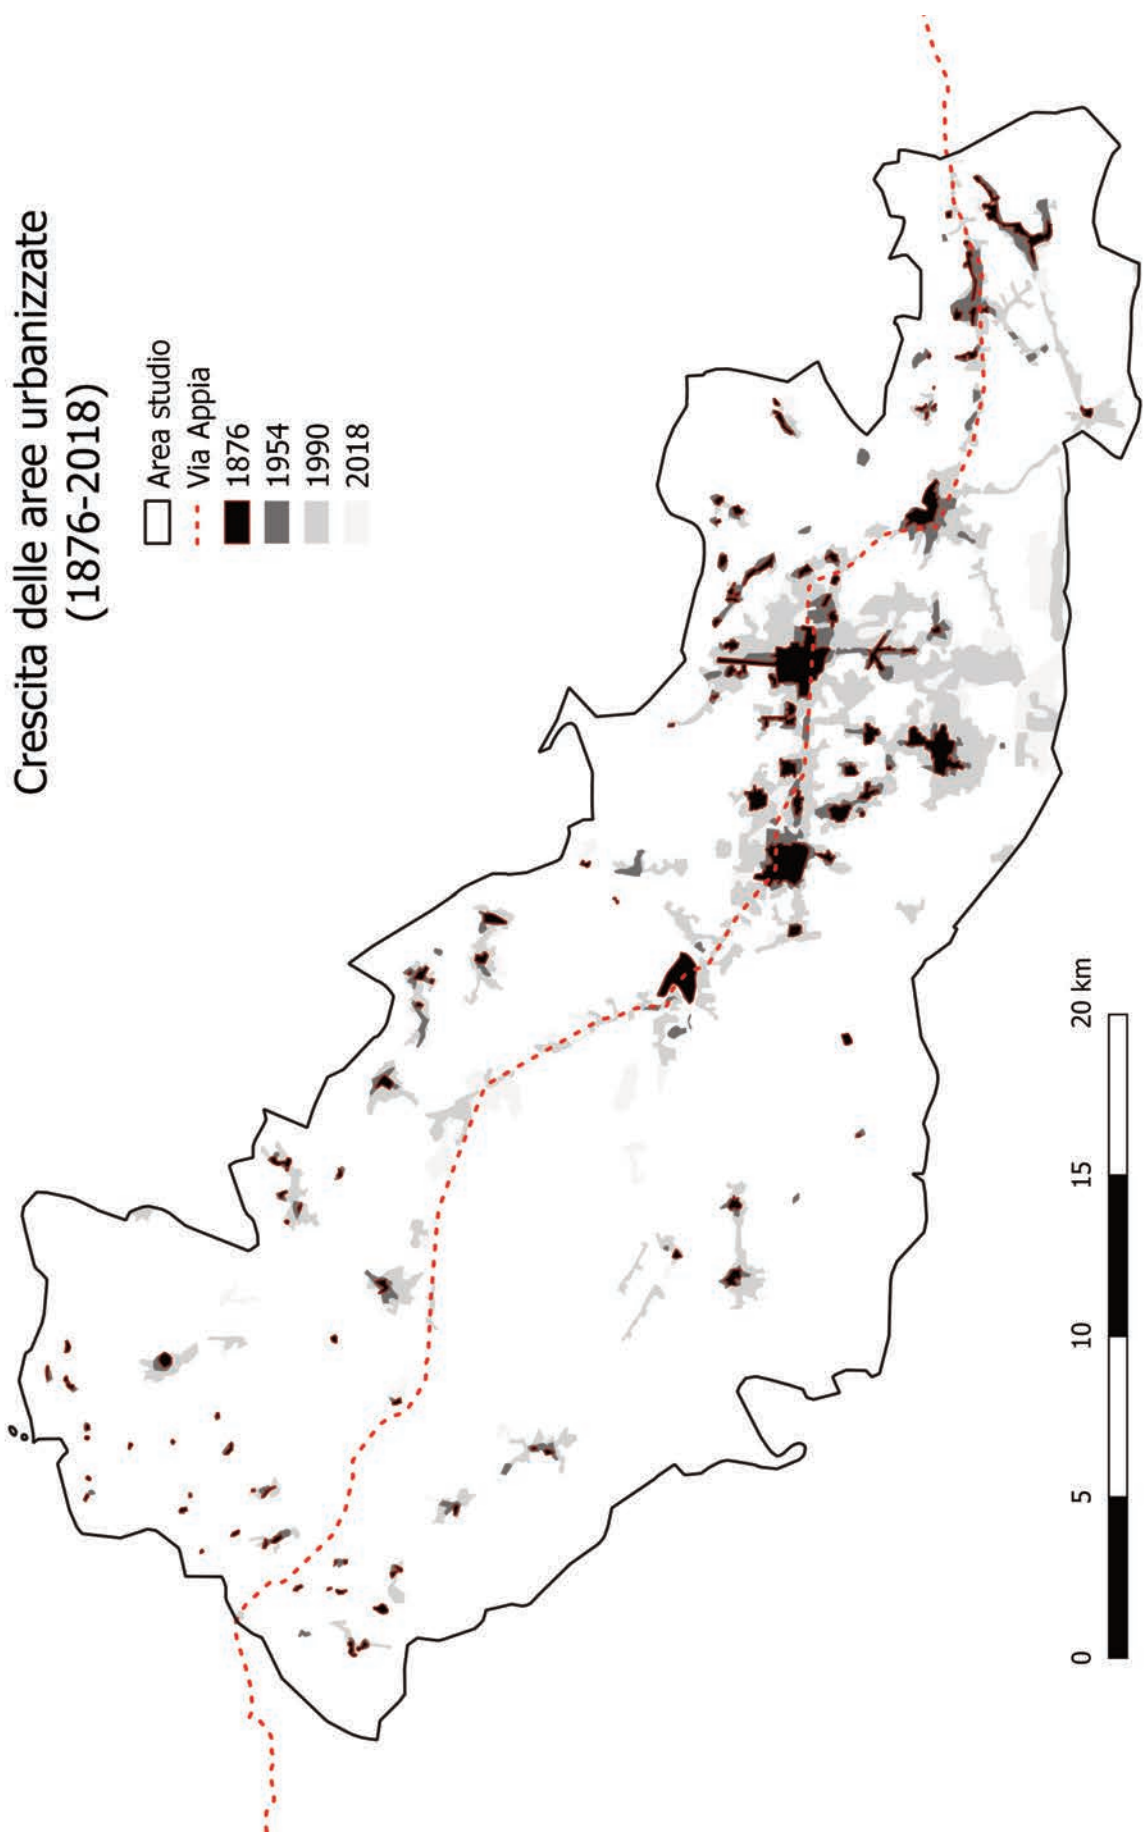 Crescita delle aree urbanizzate
(1876-2018)
Area studio
Via Appia
1876
1954
1990
2018
0 5 10 15 20 km